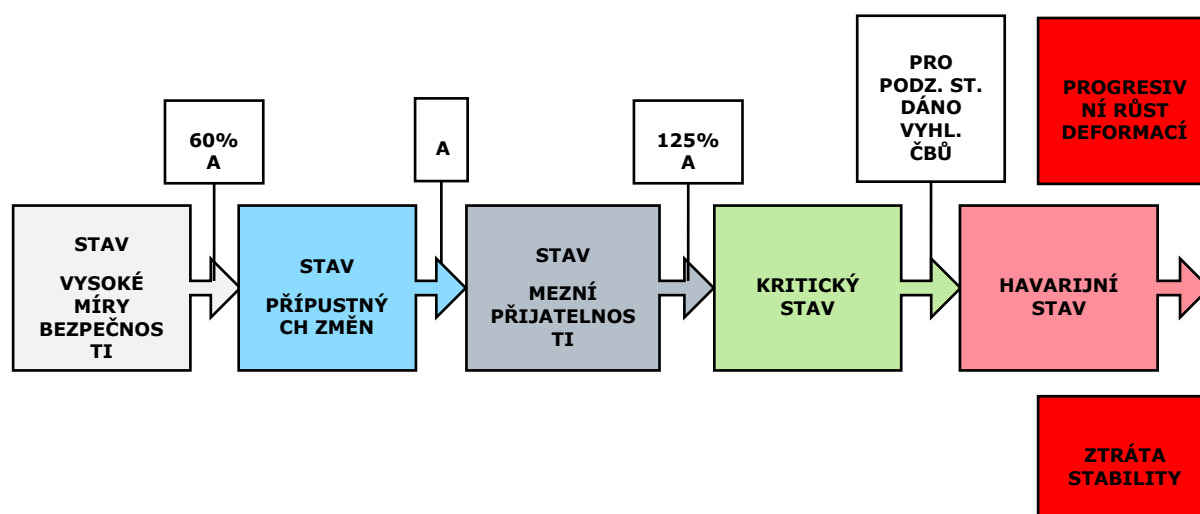 60%
A
A
125%
A
PRO
PODZ. ST.
DÁNO
VYHL.
ČBÚ
PROGRESIV
NÍ RŮST
DEFORMACÍ
STAV
VYSOKÉ
MÍRY
BEZPEČNOS
TI
STAV
PŘÍPUSTNÝ
CH ZMĚN
STAV
MEZNÍ
PŘIJATELNOS
TI
KRITICKÝ
STAV
HAVARIJNÍ
STAV
ZTRÁTA
STABILITY